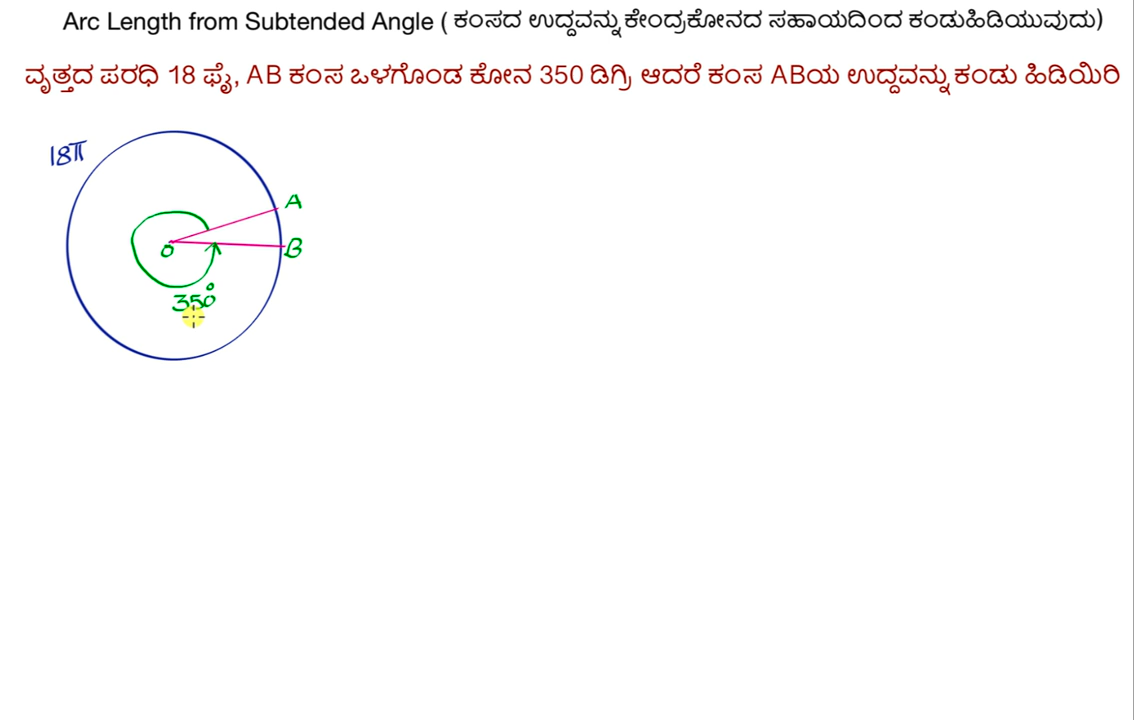 Arc Length from Subtended Angle ( ಕಂಸದ ಉದ್ದವನ್ನು ಕೇಂದ್ರಕೋನದ ಸಹಾಯದಿಂದ ಕಂಡುಹಿಡಿಯುವುದು)
ವೃತ್ತದ ಪರಧಿ 18 ಫೈ, AB ಕಂಸ ಒಳಗೊಂಡ ಕೋನ 350 ಡಿಗ್ರಿ ಆದರೆ ಕಂಸ ABಯ ಉದ್ದವನ್ನು ಕಂಡು ಹಿಡಿಯಿರಿ
18π
A
O
B
350°